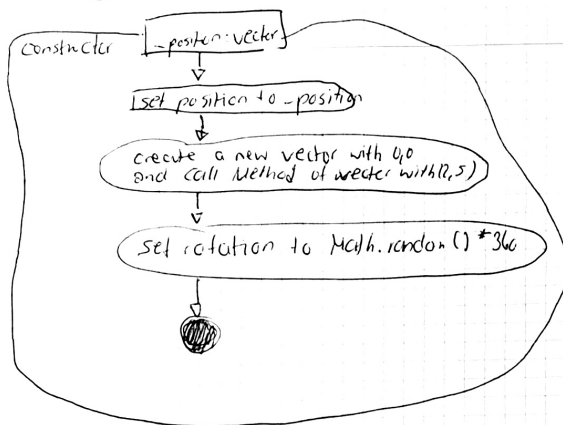 constructor
_position: vector
set position to _position
create a new vector with 0,0
and call Method of vector with(2,5)
set rotation to Math.random() * 360